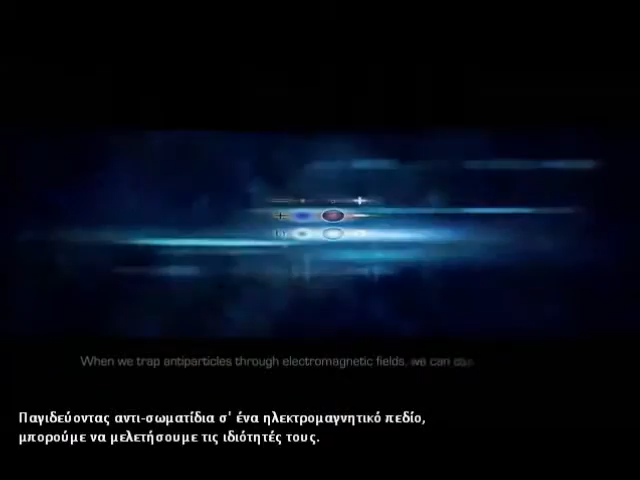 When we trap antiparticles through electromagnetic fields, we can
Παγιδεύοντας αντι-σωματίδια σ' ένα ηλεκτρομαγνητικό πεδίο,
μπορούμε να μελετήσουμε τις ιδιότητές τους.